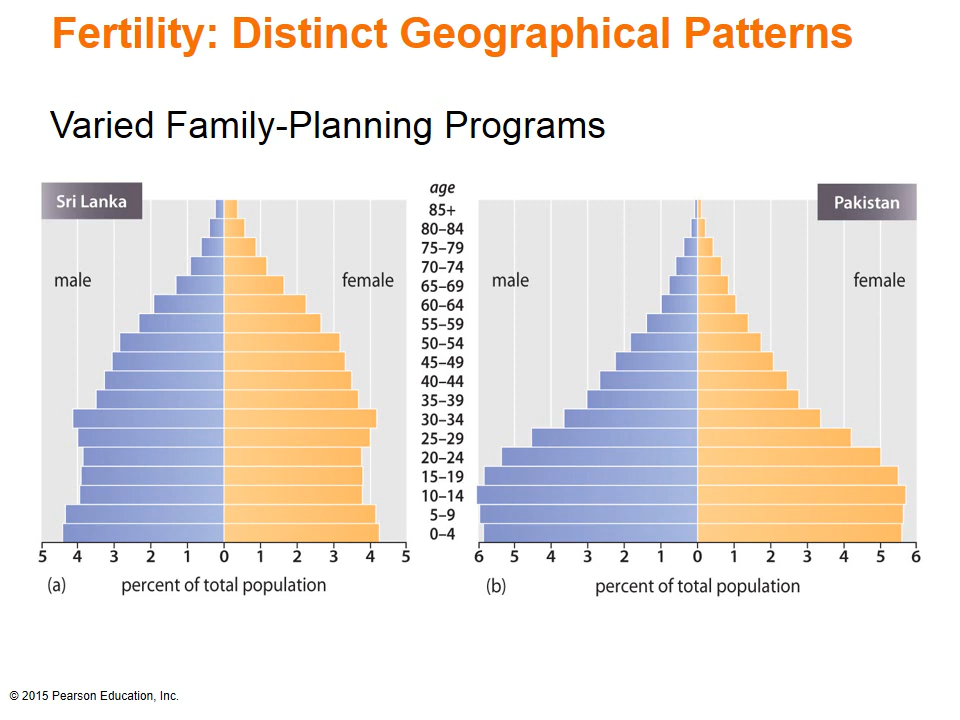 Fertility: Distinct Geographical Patterns
Varied Family-Planning Programs
Sri Lanka
age
Pakistan
85+
80–84
75–79
70–74
male
female
65–69
male
female
60–64
55–59
50–54
45–49
40–44
35–39
30–34
25–29
20–24
15–19
10–14
5–9
0–4
5 4 3 2 1 0 1 2 3 4 5
6 5 4 3 2 1 0 1 2 3 4 5 6
(a) percent of total population
(b) percent of total population
© 2015 Pearson Education, Inc.